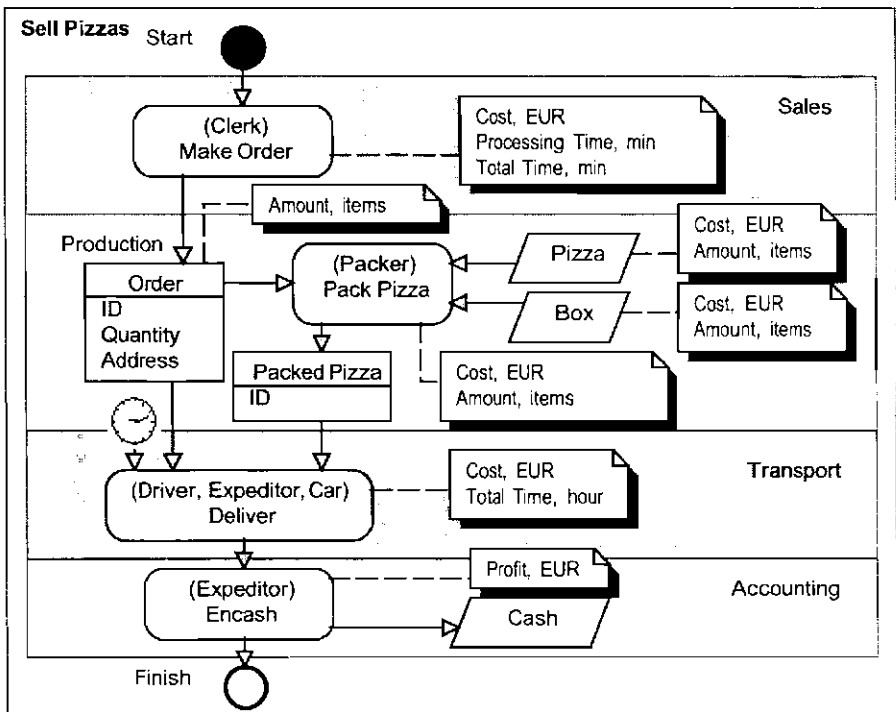 Sell Pizzas
Start
Sales
(Clerk)
Make Order
Cost, EUR
Processing Time, min
Total Time, min
Amount, items
Production
Order
ID
Quantity
Address
(Packer)
Pack Pizza
Pizza
Cost, EUR
Amount, items
Box
Cost, EUR
Amount, items
Packed Pizza
ID
Cost, EUR
Amount, items
Transport
(Driver, Expeditor, Car)
Deliver
Cost, EUR
Total Time, hour
Accounting
(Expeditor)
Encash
Profit, EUR
Cash
Finish